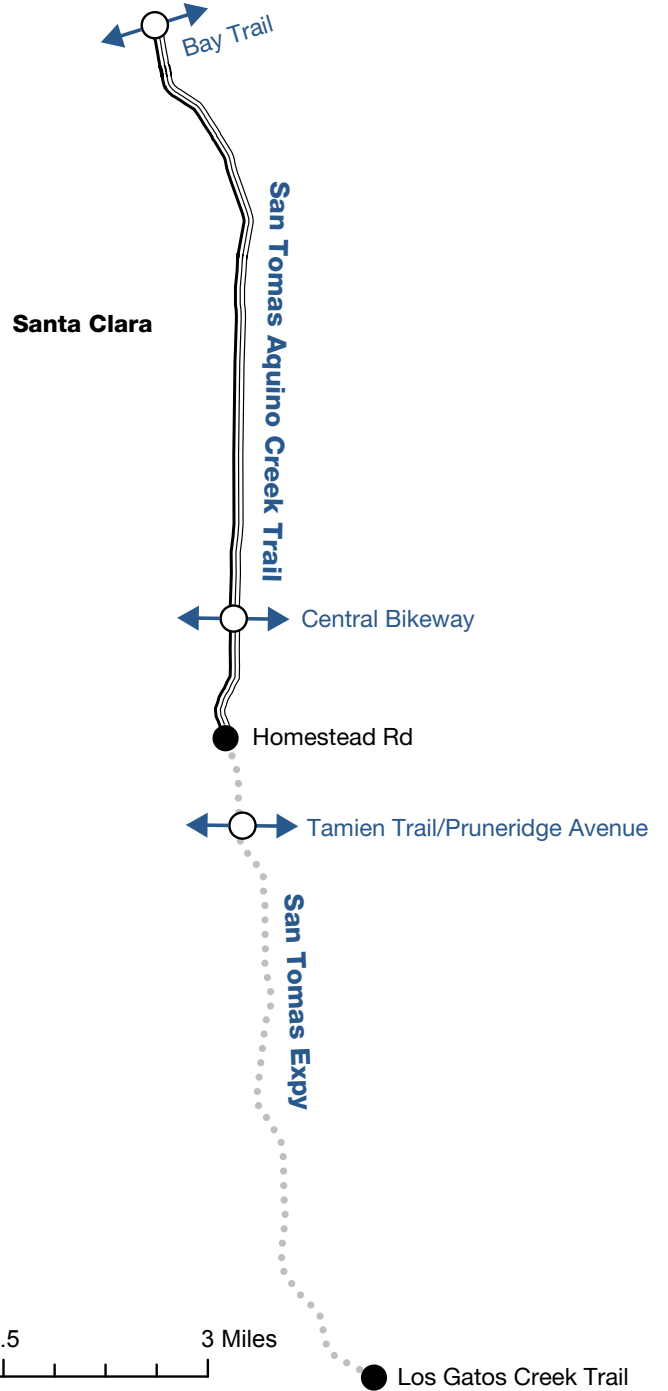 Bay Trail
San Tomas Aquino Creek Trail
Santa Clara
Central Bikeway
Homestead Rd
Tamien Trail/Pruneridge Avenue
San Tomas Expy
.5
3 Miles
Los Gatos Creek Trail